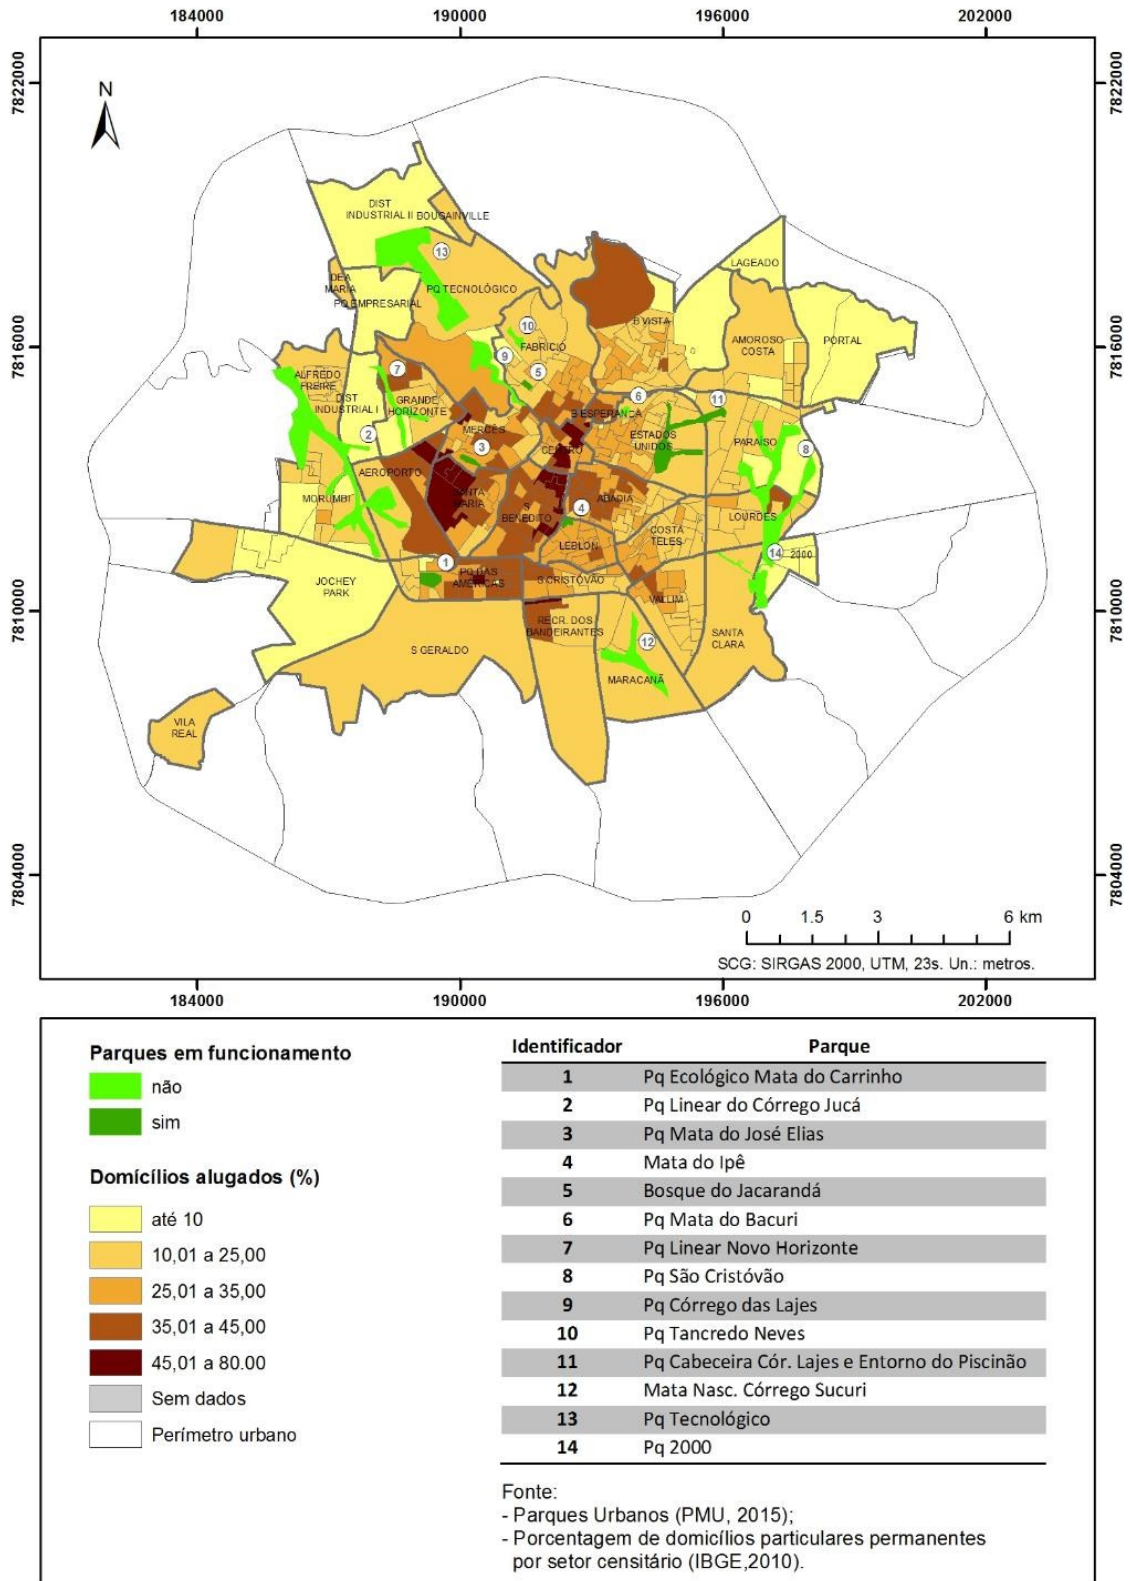 184000 190000 196000 202000
7822000 7822000
N
DIST
INDUSTRIAL II BOUGAINVILLE
13
LAGEADO
DEA
MARIA
PQ EMPRESARIAL
PQ TECNOLÓGICO
10
B VISTA
7816000 7816000
FABRÍCIO
AMOROSO
COSTA
PORTAL
9
7
5
ALFREDO
FREIRE
6
11
DIST
INDUSTRIAL I
GRANDE
HORIZONTE
B ESPERANÇA
2
MERCÊS
ESTADOS
UNIDOS
PARAÍSO
3
CENTRO
8
AEROPORTO
MORUMBI
SANTA
MARIA
ABADIA
4
S
BENEDITO
LOURDES
COSTA
TELES
LEBLON
14
2000
1
PQ DAS
AMÉRICAS
S CRISTÓVÃO
JOCHEY
PARK
VALLIM
7810000 7810000
RECR. DOS
BANDEIRANTES
SANTA
CLARA
12
S GERALDO
MARACANÃ
VILA
REAL
7804000 7804000
0 1.5 3 6 km
SCG: SIRGAS 2000, UTM, 23s. Un.: metros.
184000 190000 196000 202000
Parques em funcionamento
não
sim
Domícílios alugados (%)
até 10
10,01 a 25,00
25,01 a 35,00
35,01 a 45,00
45,01 a 80.00
Sem dados
Perímetro urbano
Identificador Parque
1 Pq Ecológico Mata do Carrinho
2 Pq Linear do Córrego Jucá
3 Pq Mata do José Elias
4 Mata do Ipê
5 Bosque do Jacarandá
6 Pq Mata do Bacuri
7 Pq Linear Novo Horizonte
8 Pq São Cristóvão
9 Pq Córrego das Lajes
10 Pq Tancredo Neves
11 Pq Cabeceira Cór. Lajes e Entorno do Piscinão
12 Mata Nasc. Córrego Sucuri
13 Pq Tecnológico
14 Pq 2000
Fonte:
- Parques Urbanos (PMU, 2015);
- Porcentagem de domicílios particulares permanentes
por setor censitário (IBGE,2010).